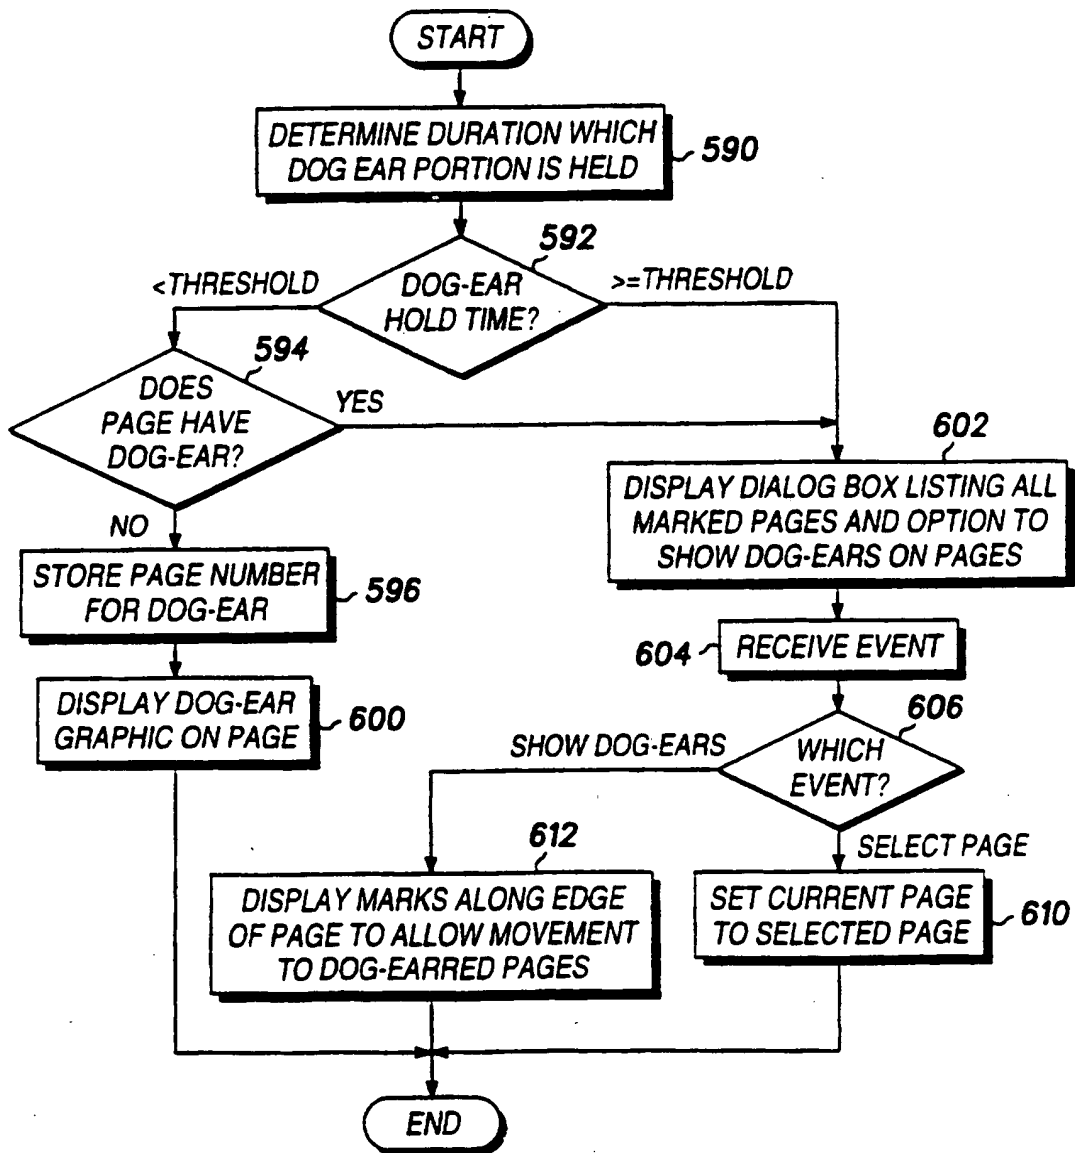 START
DETERMINE DURATION WHICH
DOG EAR PORTION IS HELD
590
592
<THRESHOLD
DOG-EAR
HOLD TIME?
>=THRESHOLD
594
DOES
PAGE HAVE
DOG-EAR?
YES
NO
602
DISPLAY DIALOG BOX LISTING ALL
MARKED PAGES AND OPTION TO
SHOW DOG-EARS ON PAGES
STORE PAGE NUMBER
FOR DOG-EAR
596
604
RECEIVE EVENT
DISPLAY DOG-EAR
GRAPHIC ON PAGE
600
606
SHOW DOG-EARS
WHICH
EVENT?
SELECT PAGE
612
DISPLAY MARKS ALONG EDGE
OF PAGE TO ALLOW MOVEMENT
TO DOG-EARRED PAGES
SET CURRENT PAGE
TO SELECTED PAGE
610
END